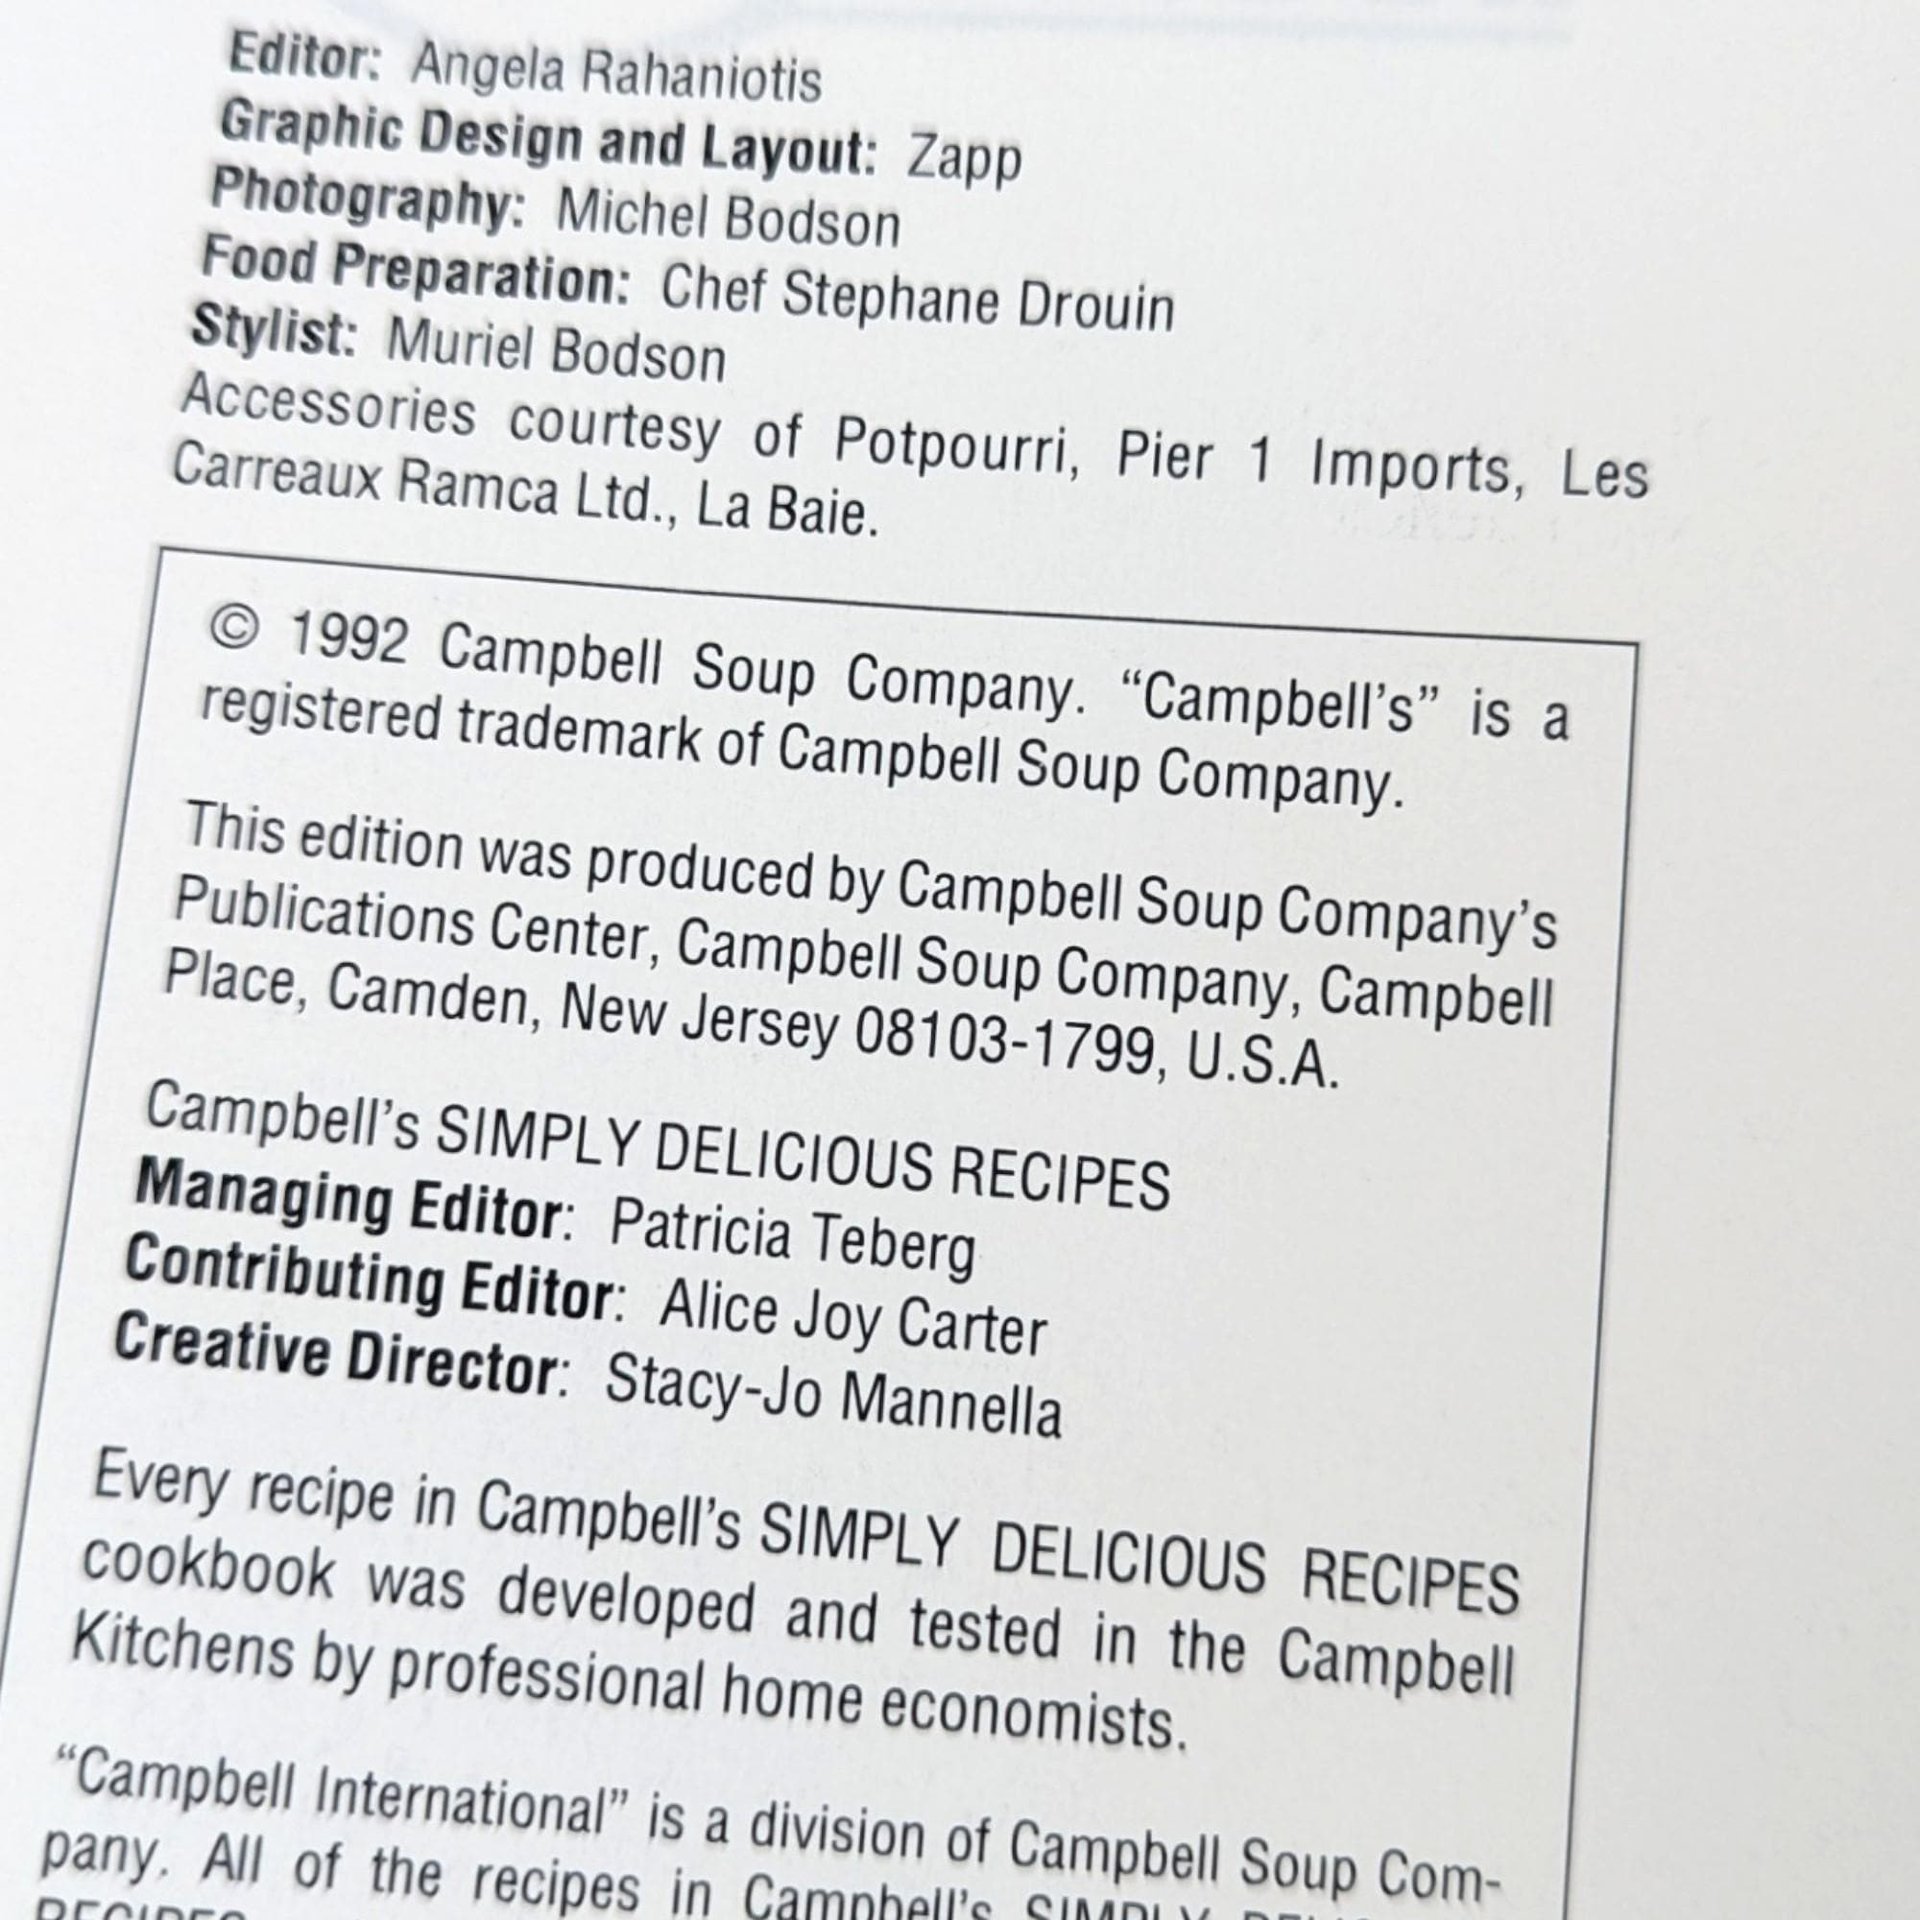 Editor: Angela Rahaniotis
Graphic Design and Layout: Zapp
Photography: Michel Bodson
Food Preparation: Chef Stephane Drouin
Stylist: Muriel Bodson
Accessories courtesy of Potpourri, Pier 1 Imports, Les
Carreaux Ramca Ltd., La Baie.
© 1992 Campbell Soup Company. “Campbell’s” is a
registered trademark of Campbell Soup Company.
This edition was produced by Campbell Soup Company’s
Publications Center, Campbell Soup Company, Campbell
Place, Camden, New Jersey 08103-1799, U.S.A.
Campbell’s SIMPLY DELICIOUS RECIPES
Managing Editor: Patricia Teberg
Contributing Editor: Alice Joy Carter
Creative Director: Stacy-Jo Mannella
Every recipe in Campbell’s SIMPLY DELICIOUS RECIPES
cookbook was developed and tested in the Campbell
Kitchens by professional home economists.
“Campbell International” is a division of Campbell Soup Com-
pany. All of the recipes in Campbell’s SIMPLY
RECIPES